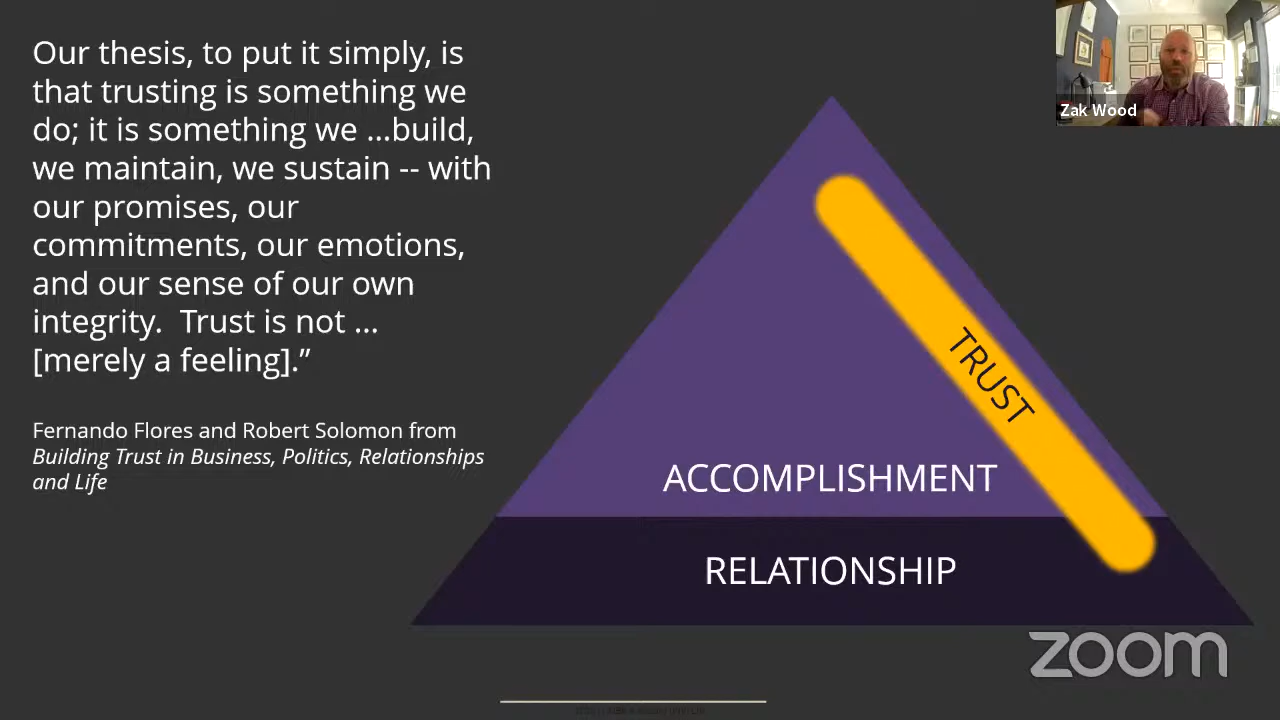 Our thesis, to put it simply, is
that trusting is something we
do; it is something we ...build,
we maintain, we sustain -- with
our promises, our
commitments, our emotions,
and our sense of our own
integrity.  Trust is not ...
[merely a feeling].”
Fernando Flores and Robert Solomon from
Building Trust in Business, Politics, Relationships
and Life
Zak Wood
TRUST
ACCOMPLISHMENT
RELATIONSHIP
zoom